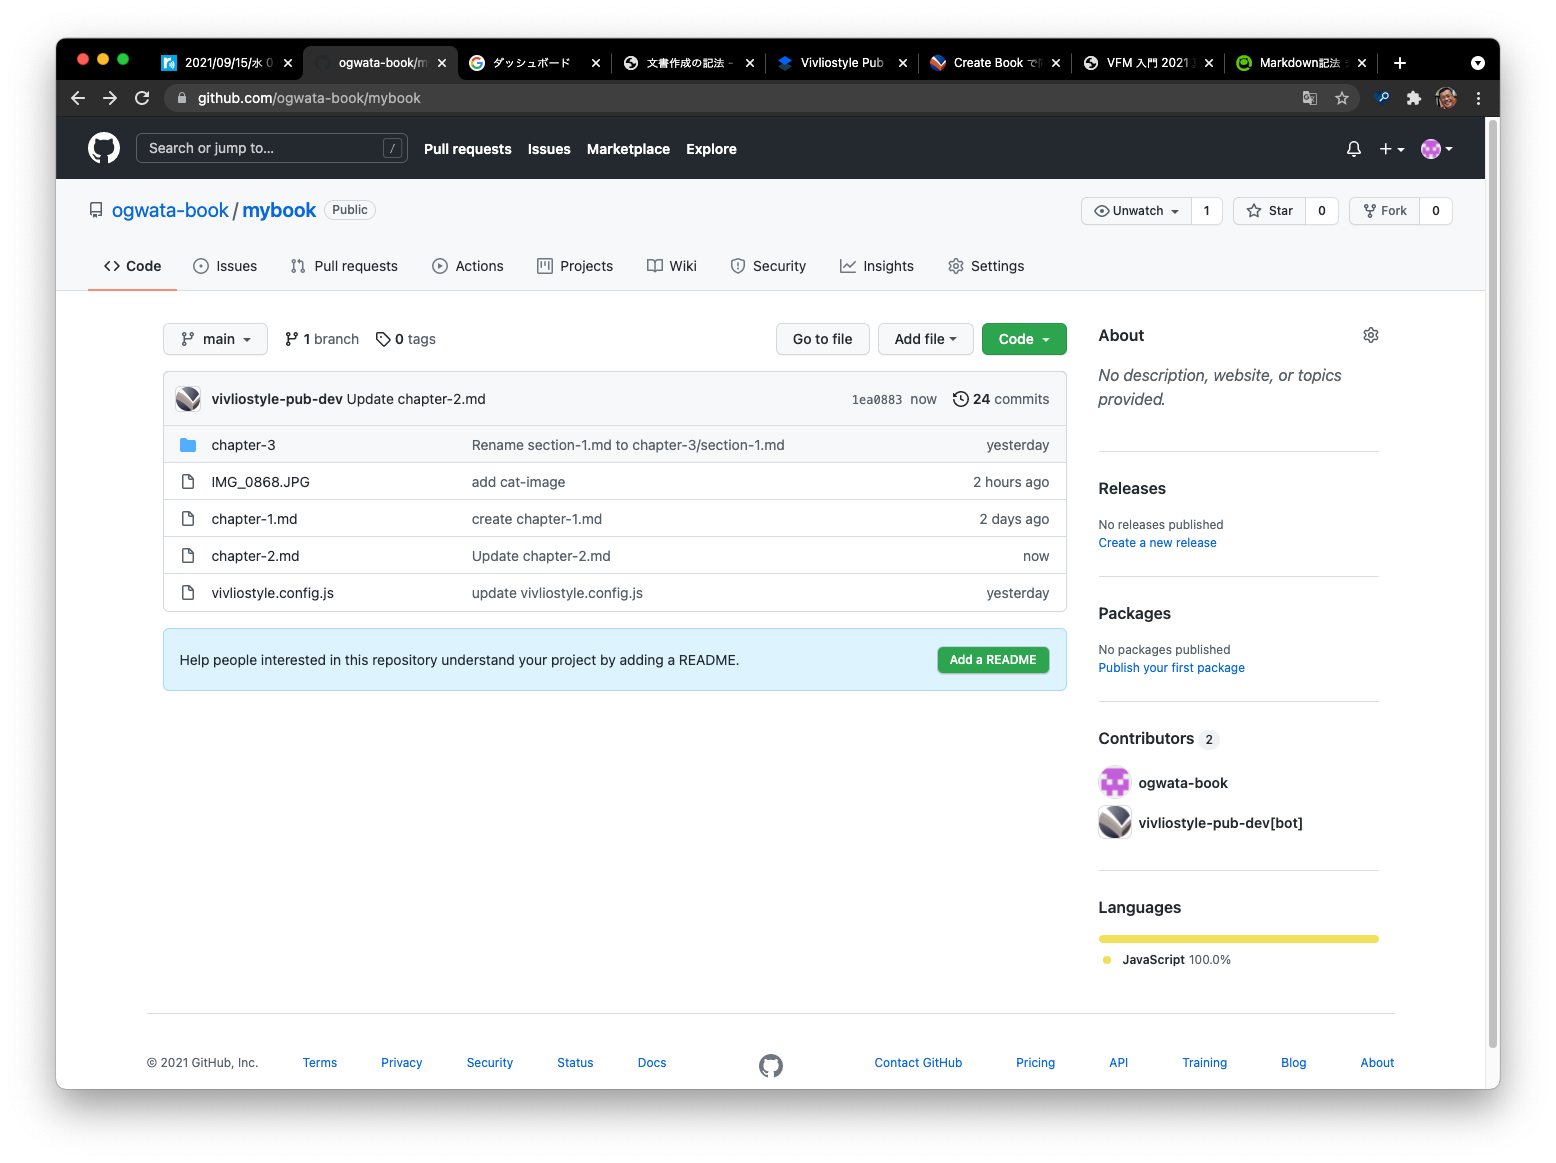 2021/09/15/水 0
ogwata-book/m
ダッシュボード
文書作成の記法 -
Vivliostyle Pub
Create Book で
VFM 入門 2021
Markdown記法
github.com/ogwata-book/mybook
Search or jump to...
/
Pull requests
Issues
Marketplace
Explore
ogwata-book / mybook
Public
Unwatch
1
Star
0
Fork
0
Code
Issues
Pull requests
Actions
Projects
Wiki
Security
Insights
Settings
main
1 branch
0 tags
Go to file
Add file
Code
vivliostyle-pub-dev Update chapter-2.md
1ea0883 now
24 commits
chapter-3
Rename section-1.md to chapter-3/section-1.md
yesterday
IMG_0868.JPG
add cat-image
2 hours ago
chapter-1.md
create chapter-1.md
2 days ago
chapter-2.md
Update chapter-2.md
now
vivliostyle.config.js
update vivliostyle.config.js
yesterday
Help people interested in this repository understand your project by adding a README.
Add a README
About
No description, website, or topics
provided.
Releases
No releases published
Create a new release
Packages
No packages published
Publish your first package
Contributors 2
ogwata-book
vivliostyle-pub-dev[bot]
Languages
JavaScript 100.0%
© 2021 GitHub, Inc.
Terms
Privacy
Security
Status
Docs
Contact GitHub
Pricing
API
Training
Blog
About